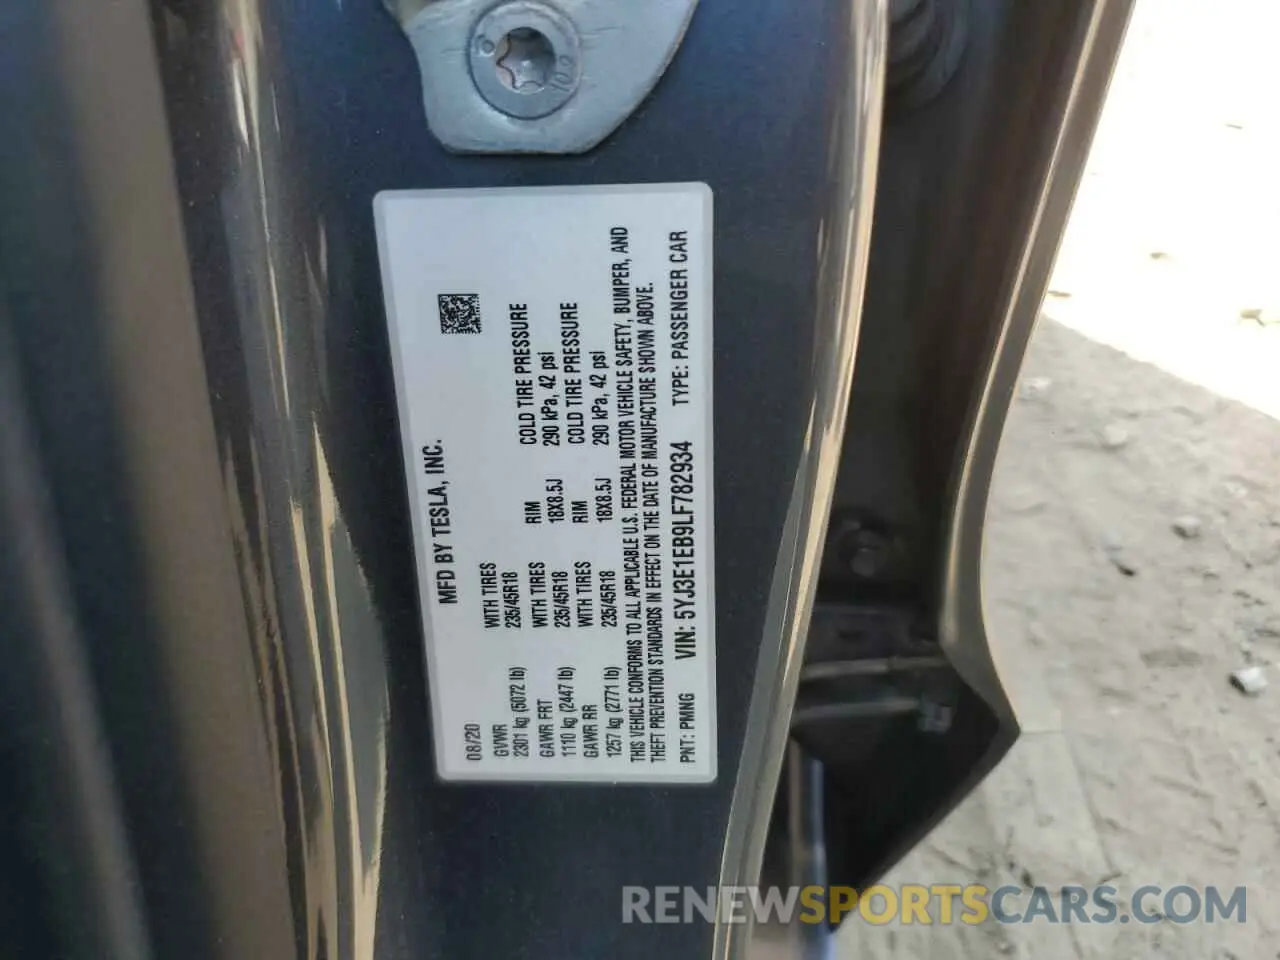 MFD BY TESLA, INC.
08/20
GVWR
2301 kg (5072 lb)
WITH TIRES
235/45R18
RIM
18X8.5J
COLD TIRE PRESSURE
290 kPa, 42 psi
GAWR FRT
1110 kg (2447 lb)
WITH TIRES
235/45R18
RIM
18X8.5J
COLD TIRE PRESSURE
290 kPa, 42 psi
GAWR RR
1257 kg (2771 lb)
WITH TIRES
235/45R18
THIS VEHICLE CONFORMS TO ALL APPLICABLE U.S. FEDERAL MOTOR VEHICLE SAFETY, BUMPER, AND
THEFT PREVENTION STANDARDS IN EFFECT ON THE DATE OF MANUFACTURE SHOWN ABOVE.
PNT: PMNG VIN: 5YJ3E1EB9LF782934 TYPE: PASSENGER CAR
10.9
RENEWSPORTSCARS.COM